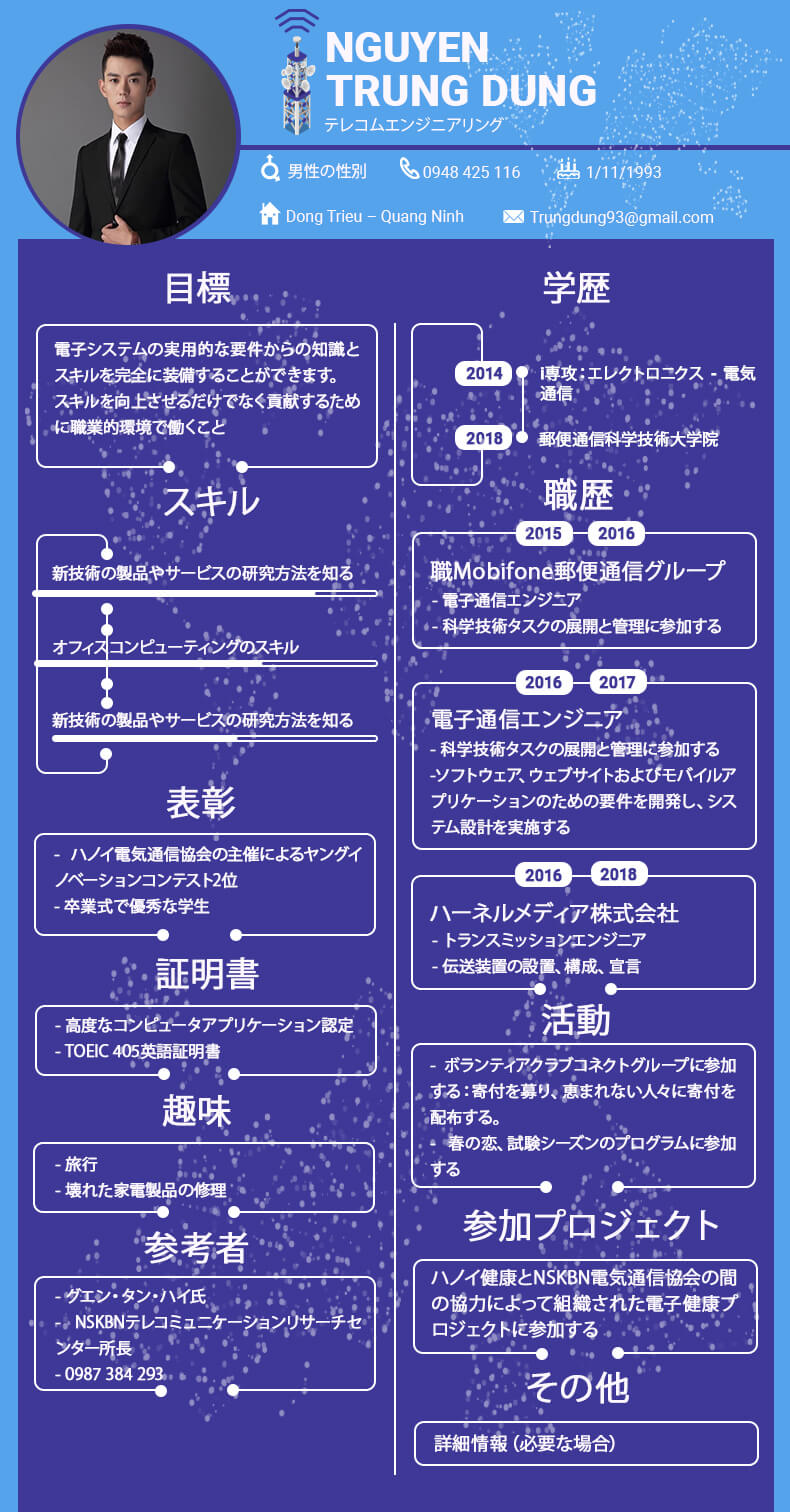 NGUYEN
TRUNG DUNG
テレコムエンジニアリング
男性の性別
0948 425 116
1/11/1993
Dong Trieu – Quang Ninh
Trungdung93@gmail.com
目標
電子システムの実用的な要件からの知識と
スキルを完全に装備することができます。
スキルを向上させるだけでなく貢献するため
に職業的環境で働くこと
スキル
新技術の製品やサービスの研究方法を知る
オフィスコンピューティングのスキル
新技術の製品やサービスの研究方法を知る
表彰
- ハノイ電気通信協会の主催によるヤングイ
ノベーションコンテスト2位
- 卒業式で優秀な学生
証明書
- 高度なコンピュータアプリケーション認定
- TOEIC 405英語証明書
趣味
- 旅行
- 壊れた家電製品の修理
参考者
- グエン・タン・ハイ氏
- NSKBNテレコミュニケーションリサーチセ
ンター所長
- 0987 384 293
学歴
2014
i専攻：エレクトロニクス - 電気
通信
2018
郵便通信科学技術大学院
職歴
2015 2016
職Mobifone郵便通信グループ
- 電子通信エンジニア
- 科学技術タスクの展開と管理に参加する
2016 2017
電子通信エンジニア
- 科学技術タスクの展開と管理に参加する
-ソフトウェア、ウェブサイトおよびモバイルア
プリケーションのための要件を開発し、シス
テム設計を実施する
2016 2018
ハーネルメディア株式会社
- トランスミッションエンジニア
- 伝送装置の設置、構成、宣言
活動
- ボランティアクラブコネクトグループに参加
する：寄付を募り、恵まれない人々に寄付を
配布する。
- 春の恋、試験シーズンのプログラムに参加
する
参加プロジェクト
ハノイ健康とNSKBN電気通信協会の間
の協力によって組織された電子健康プ
ロジェクトに参加する
その他
詳細情報（必要な場合）